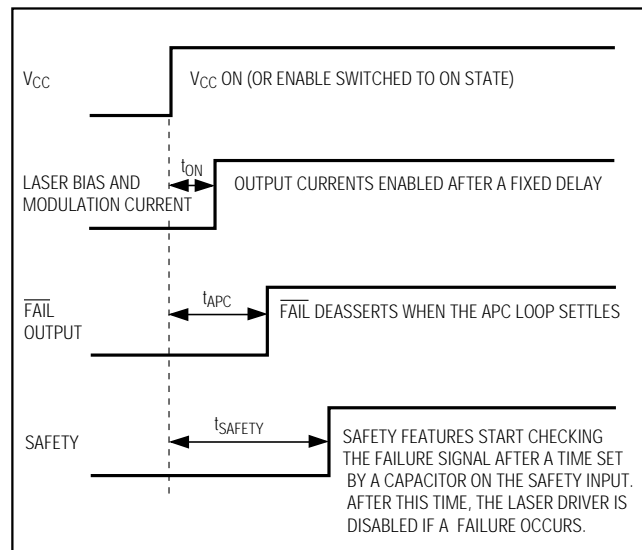 VCC
VCC ON (OR ENABLE SWITCHED TO ON STATE)
tON
LASER BIAS AND
MODULATION CURRENT
OUTPUT CURRENTS ENABLED AFTER A FIXED DELAY
tAPC
FAIL
OUTPUT
FAIL DEASSERTS WHEN THE APC LOOP SETTLES
tSAFETY
SAFETY
SAFETY FEATURES START CHECKING
THE FAILURE SIGNAL AFTER A TIME SET
BY A CAPACITOR ON THE SAFETY INPUT.
AFTER THIS TIME, THE LASER DRIVER IS
DISABLED IF A FAILURE OCCURS.